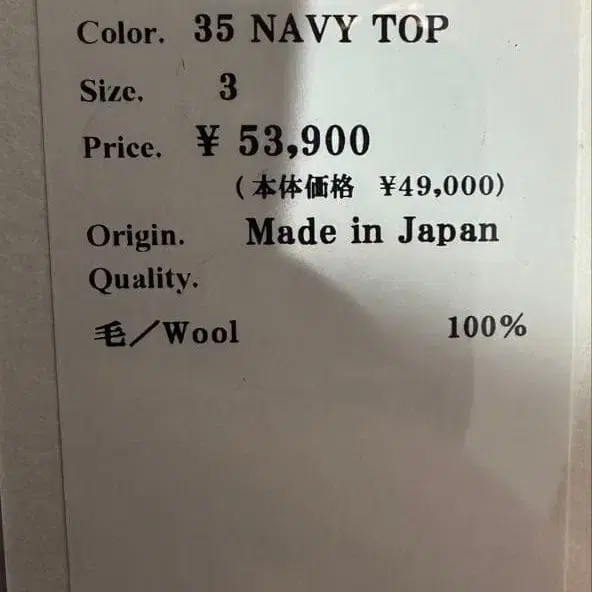 Color. 35 NAVY TOP
Size. 3
Price. ¥ 53,900
(本体価格 ¥49,000)
Origin. Made in Japan
Quality.
毛／Wool 100%